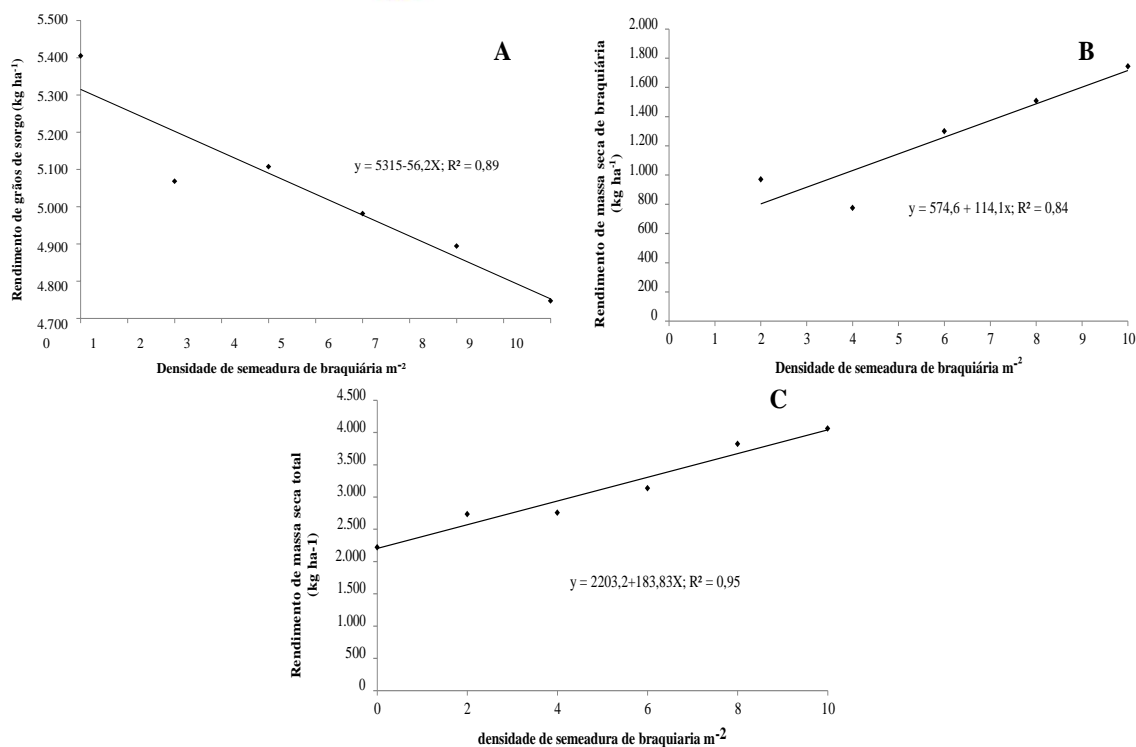 A
Rendimento de grãos de sorgo (kg ha⁻¹)
5.500
5.400
5.300
5.200
5.100
5.000
4.900
4.800
4.700
y = 5315-56,2X; R² = 0,89
0 1 2 3 4 5 6 7 8 9 10
Densidade de semeadura de braquiária m⁻²
B
Rendimento de massa seca de braquiária
(kg ha⁻¹)
2.000
1.800
1.600
1.400
1.200
1.000
800
600
400
200
0
y = 574,6 + 114,1x; R² = 0,84
0 1 2 3 4 5 6 7 8 9 10
Densidade de semeadura de braquiária m⁻²
C
Rendimento de massa seca total
(kg ha-1)
4.500
4.000
3.500
3.000
2.500
2.000
1.500
1.000
500
0
y = 2203,2+183,83X; R² = 0,95
0 2 4 6 8 10
densidade de semeadura de braquiaria m⁻²